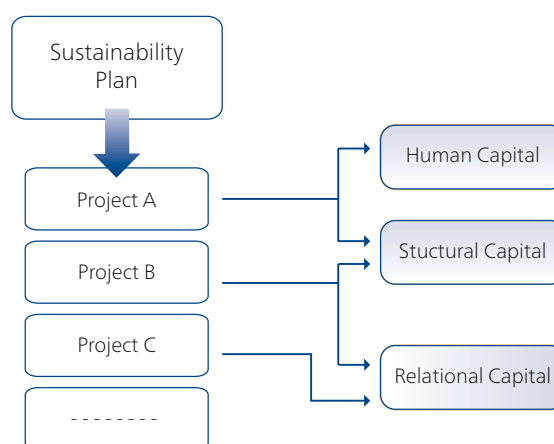 Sustainability
Plan
Human Capital
Project A
Stuctural Capital
Project B
Project C
Relational Capital
- - - - - - - -